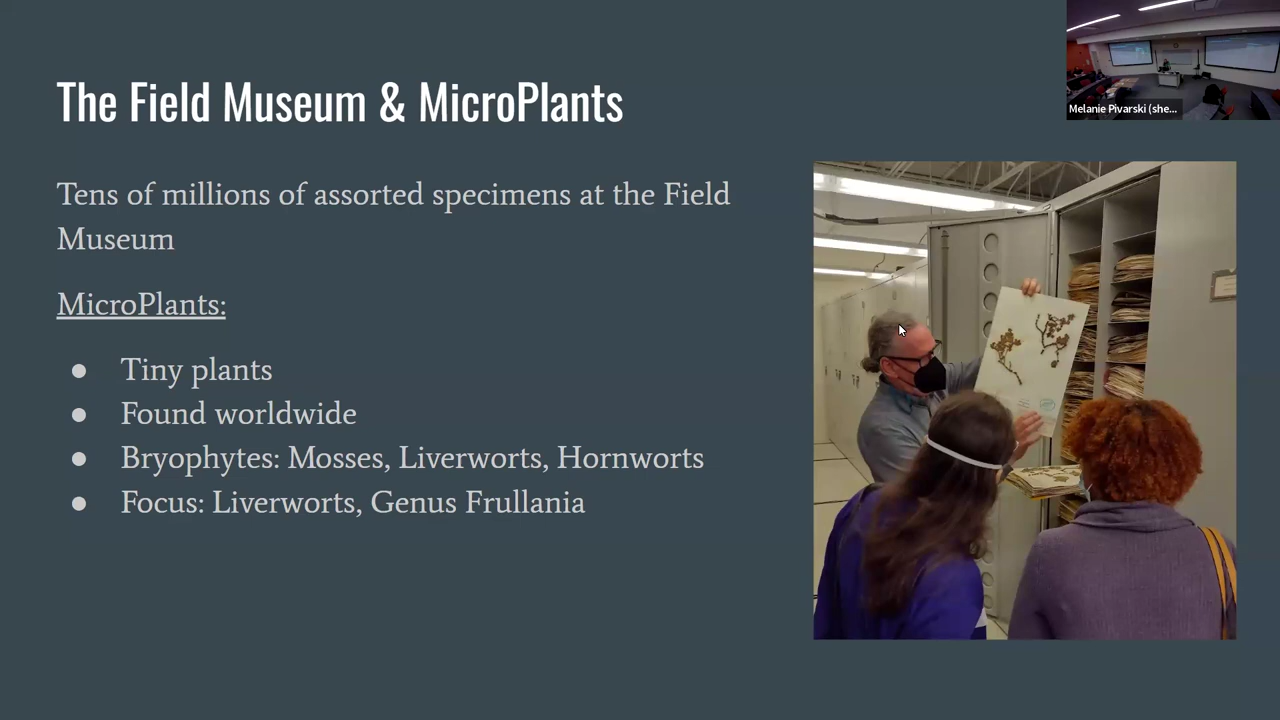 The Field Museum & MicroPlants
Melanie Pivarski (she...
Tens of millions of assorted specimens at the Field
Museum
MicroPlants:
● Tiny plants
● Found worldwide
● Bryophytes: Mosses, Liverworts, Hornworts
● Focus: Liverworts, Genus Frullania